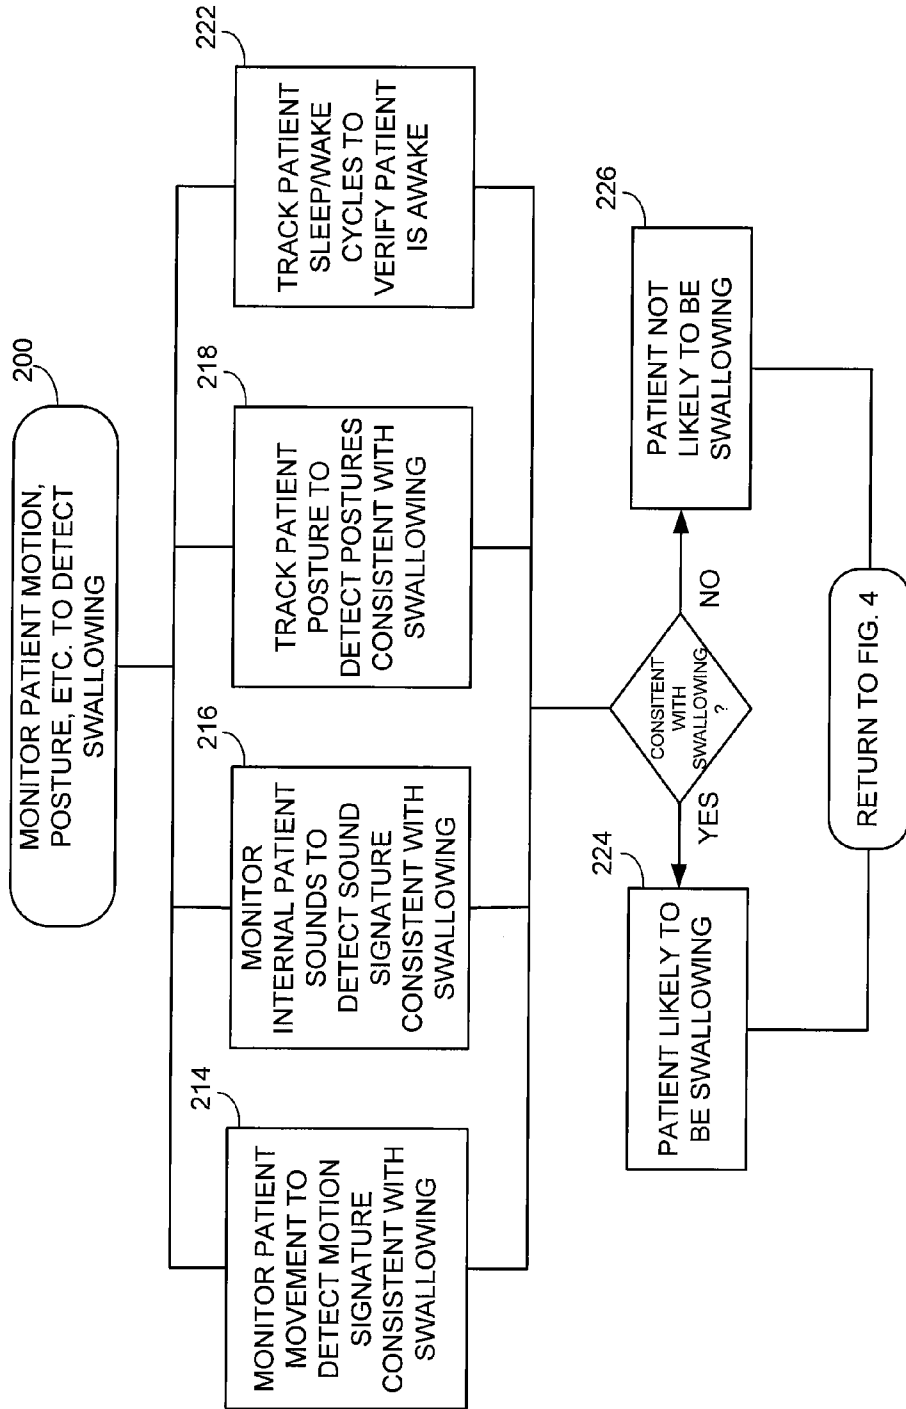 MONITOR PATIENT MOTION,
POSTURE, ETC. TO DETECT
SWALLOWING
200
MONITOR PATIENT
MOVEMENT TO
DETECT MOTION
SIGNATURE
CONSISTENT WITH
SWALLOWING
214
MONITOR
INTERNAL PATIENT
SOUNDS TO
DETECT SOUND
SIGNATURE
CONSISTENT WITH
SWALLOWING
216
TRACK PATIENT
POSTURE TO
DETECT POSTURES
CONSISTENT WITH
SWALLOWING
218
TRACK PATIENT
SLEEP/WAKE
CYCLES TO
VERIFY PATIENT
IS AWAKE
222
CONSITENT
WITH
SWALLOWING
?
YES
NO
PATIENT LIKELY TO
BE SWALLOWING
224
PATIENT NOT
LIKELY TO BE
SWALLOWING
226
RETURN TO FIG. 4